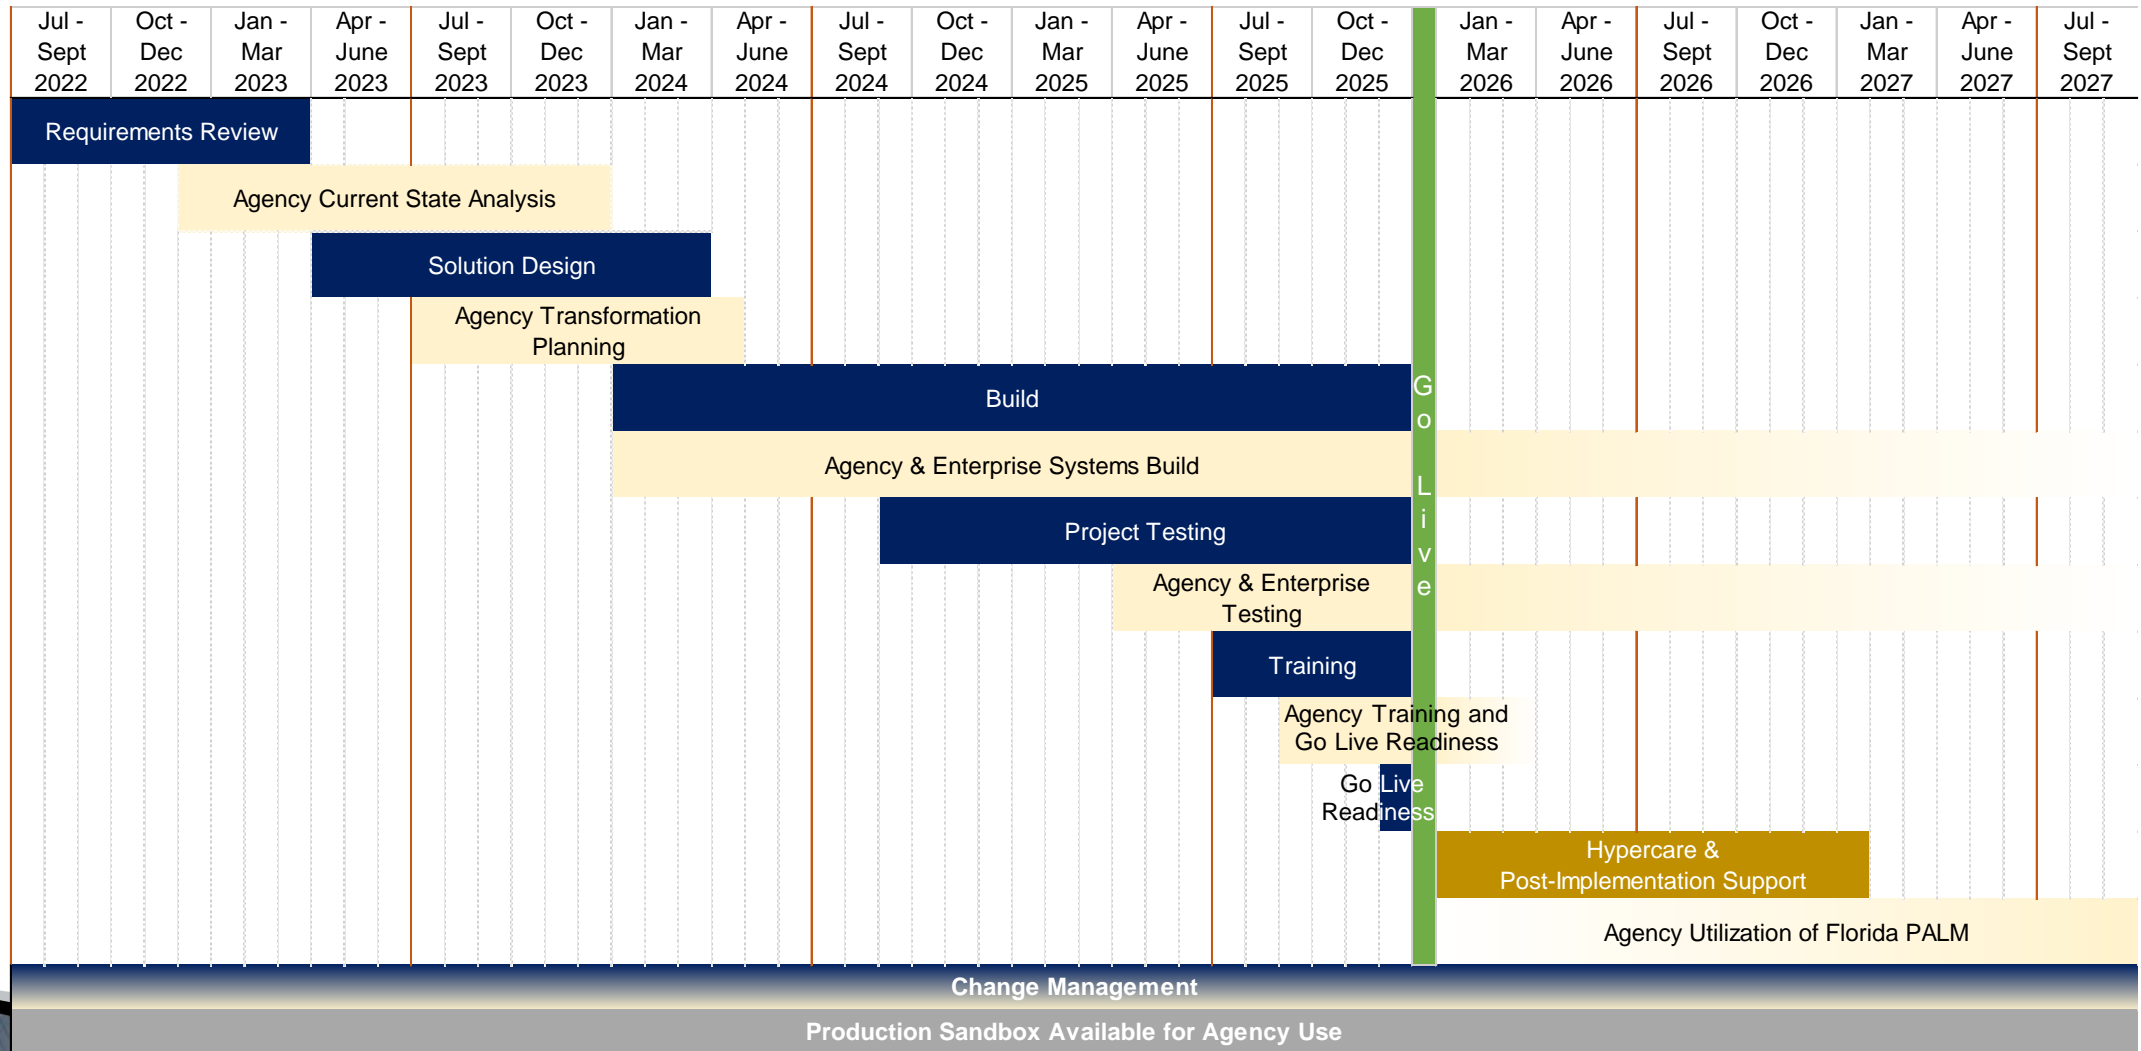 Jul -
Sept
2022
Oct -
Dec
2022
Jan -
Mar
2023
Apr -
June
2023
Jul -
Sept
2023
Oct -
Dec
2023
Jan -
Mar
2024
Apr -
June
2024
Jul -
Sept
2024
Oct -
Dec
2024
Jan -
Mar
2025
Apr -
June
2025
Jul -
Sept
2025
Oct -
Dec
2025
Jan -
Mar
2026
Apr -
June
2026
Jul -
Sept
2026
Oct -
Dec
2026
Jan -
Mar
2027
Apr -
June
2027
Jul -
Sept
2027
Requirements Review
Agency Current State Analysis
Solution Design
Agency Transformation
Planning
Build
Go Live
Agency & Enterprise Systems Build
Project Testing
Agency & Enterprise
Testing
Training
Agency Training and
Go Live Readiness
Go Live
Readiness
Hypercare &
Post-Implementation Support
Agency Utilization of Florida PALM
Change Management
Production Sandbox Available for Agency Use